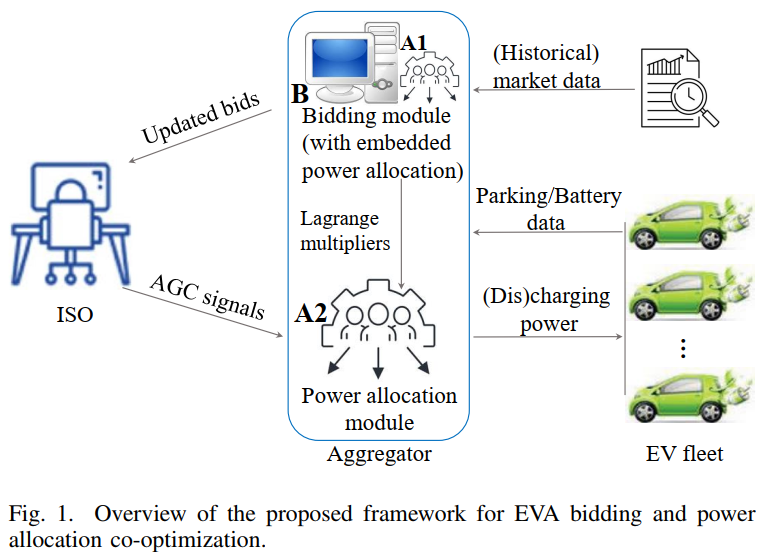 A1
(Historical)
market data
B
Updated bids
Bidding module
(with embedded
power allocation)
Parking/Battery
data
Lagrange
multipliers
ISO
AGC signals
A2
(Dis)charging
power
Power allocation
module
Aggregator
EV fleet
Fig. 1. Overview of the proposed framework for EVA bidding and power
allocation co-optimization.